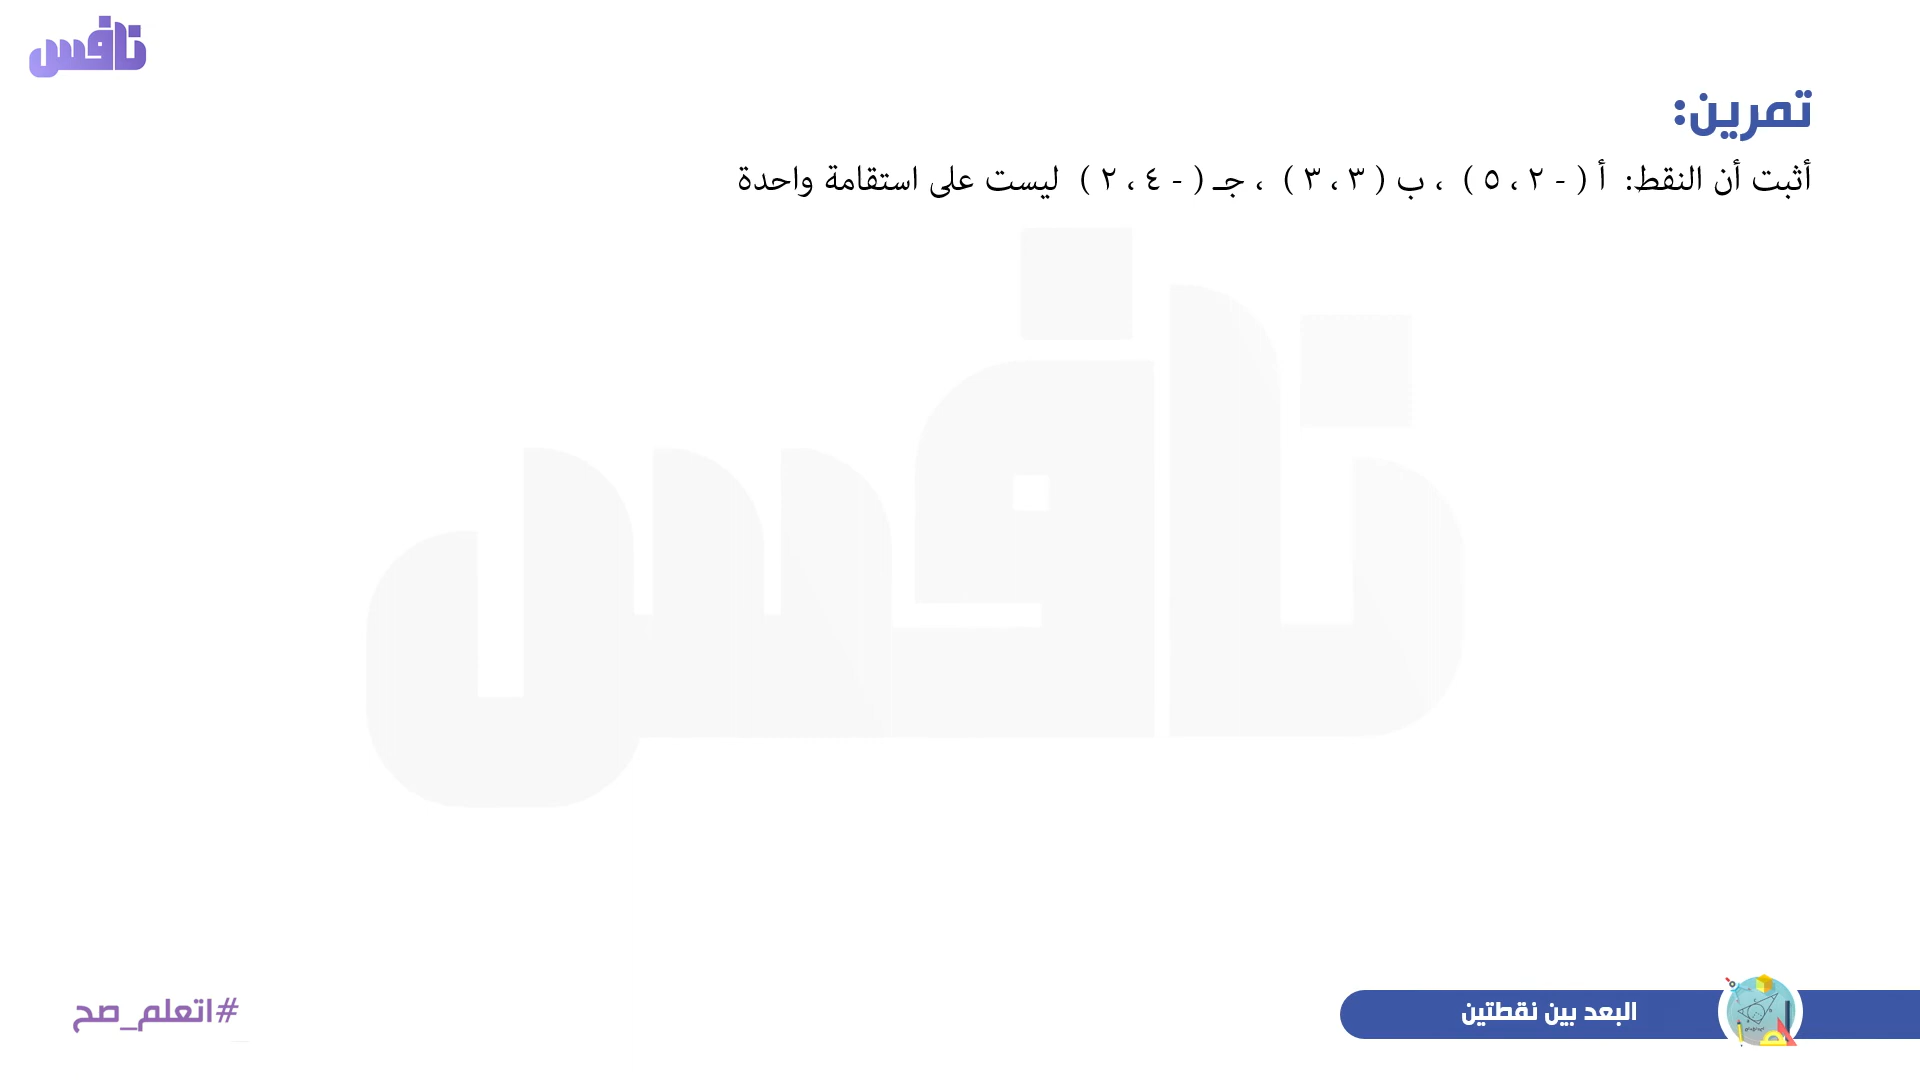 نافس
تمرين:
أثبت أن النقط: أ ( - ٢ ، ٥ ) ، ب ( ٣ ، ٣ ) ، جـ ( - ٤ ، ٢ ) ليست على استقامة واحدة
نافس
البعد بين نقطتين
#اتعلم_صح